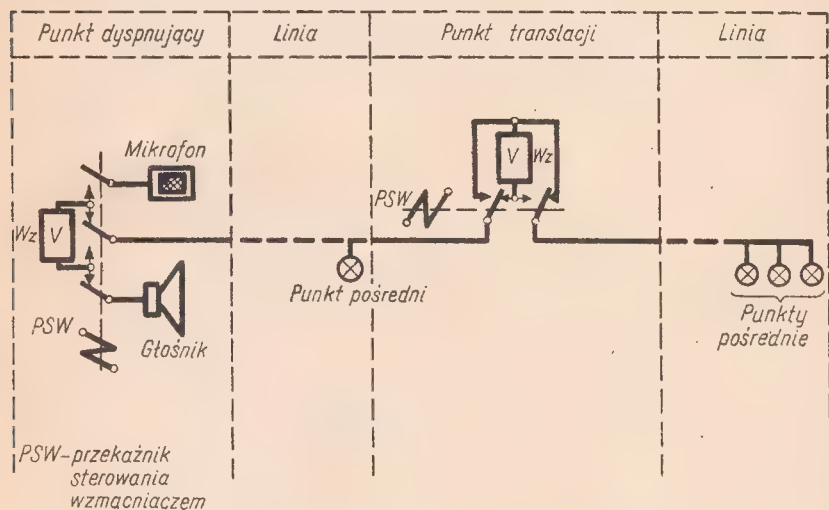 Punkt dyspnujący
Linia
Punkt translacji
Linia
Mikrofon
V
Wz
PSW
Głośnik
Punkt pośredni
PSW
V
Wz
Punkty
pośrednie
PSW-przekaźnik
sterowania
wzmacniaczem